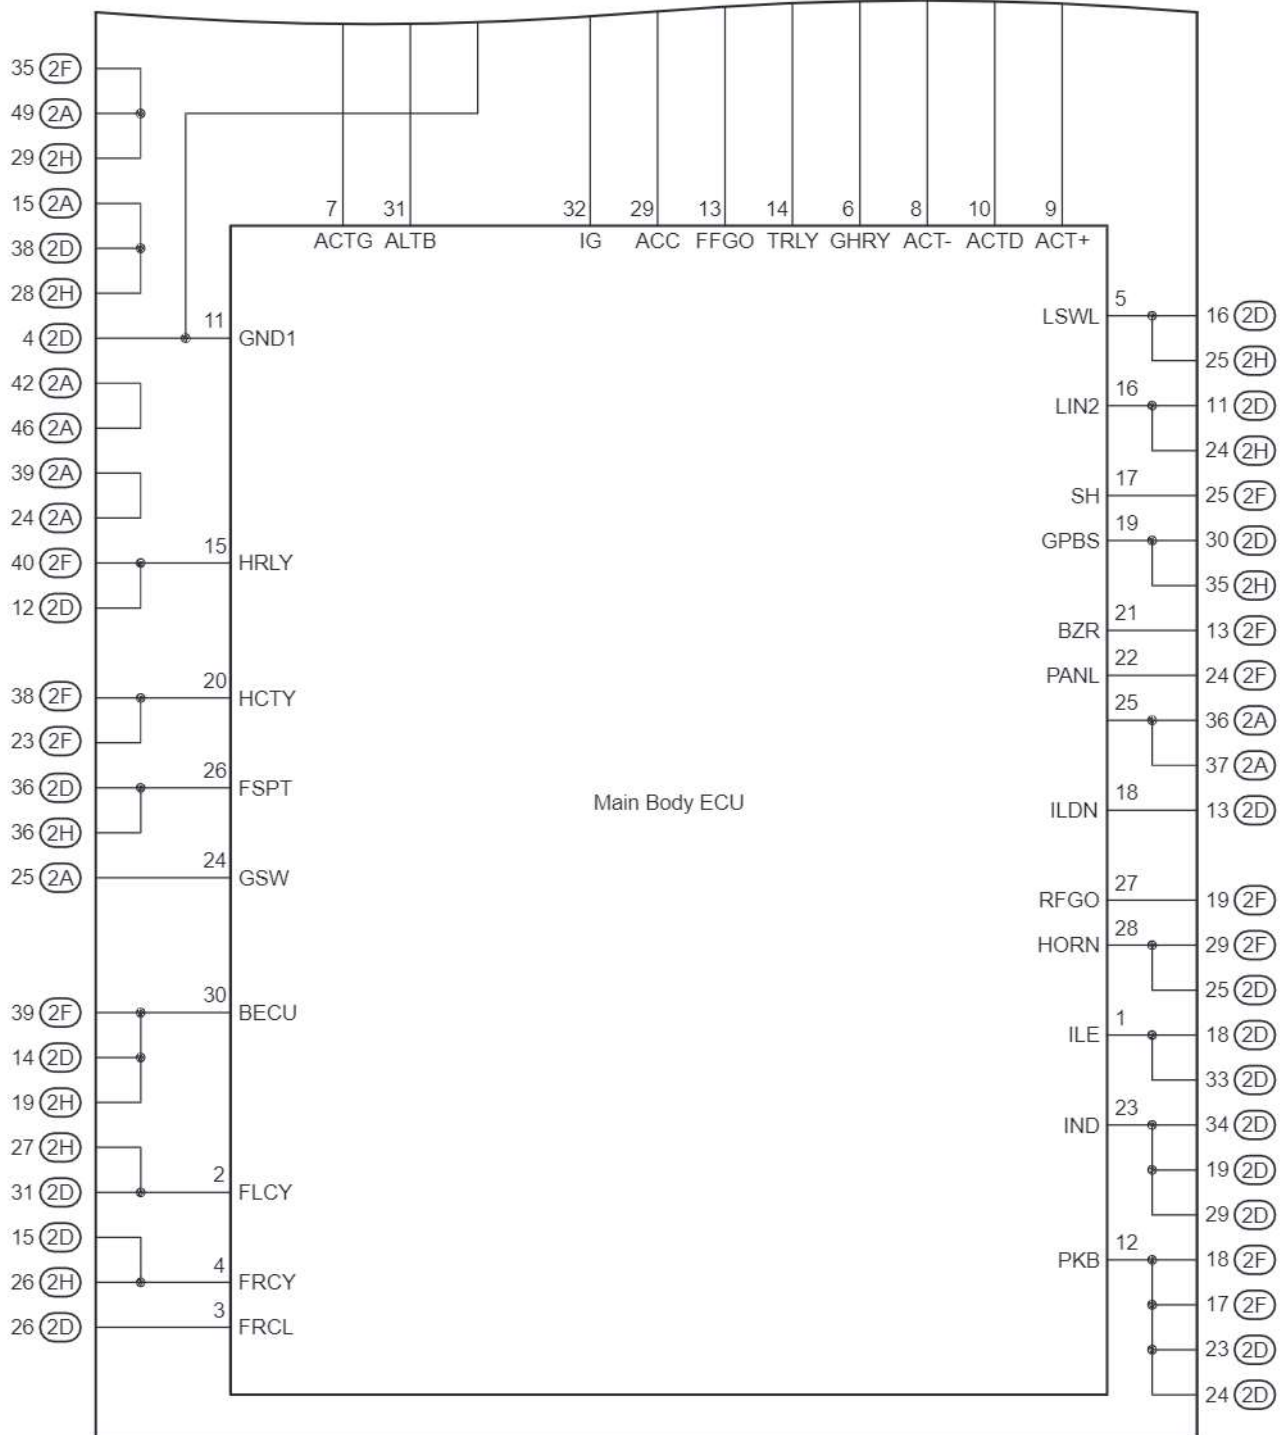 35 2F
49 2A
29 2H
15 2A
7 31 32 29 13 14 6 8 10 9
ACTG ALTB IG ACC FFGO TRLY GHRY ACT- ACTD ACT+
38 2D
28 2H
5
LSWL 16 2D
11
4 2D GND1
25 2H
42 2A
16
LIN2 11 2D
46 2A
24 2H
39 2A
17
SH 25 2F
24 2A
19
GPBS 30 2D
15
40 2F HRLY
35 2H
12 2D
21
BZR 13 2F
22
PANL 24 2F
20
38 2F HCTY
25
36 2A
23 2F
37 2A
26
36 2D FSPT
Main Body ECU
18
ILDN 13 2D
36 2H
24
25 2A GSW
27
RFGO 19 2F
28
HORN 29 2F
25 2D
30
39 2F BECU
1
ILE 18 2D
14 2D
33 2D
19 2H
23
IND 34 2D
27 2H
19 2D
2
31 2D FLCY
29 2D
15 2D
12
PKB 18 2F
4
26 2H FRCY
17 2F
3
26 2D FRCL
23 2D
24 2D